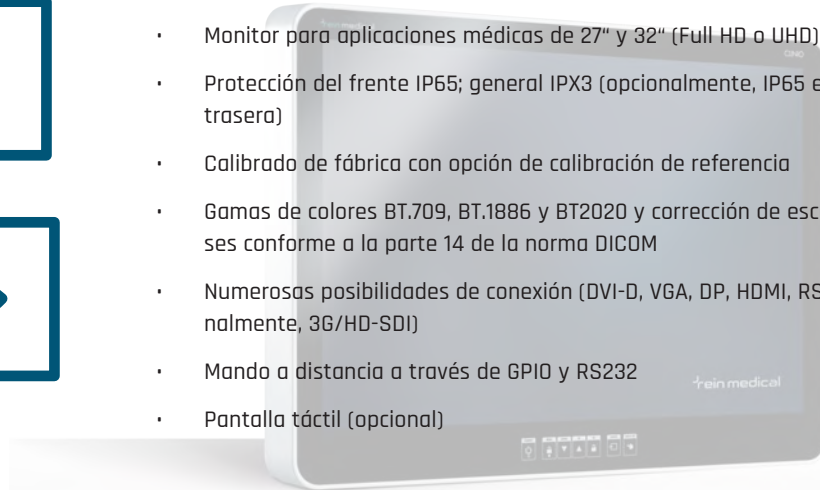 • Monitor para aplicaciones médicas de 27“ y 32“ (Full HD o UHD)
• Protección del frente IP65; general IPX3 (opcionalmente, IP65 e
trasera)
• Calibrado de fábrica con opción de calibración de referencia
• Gamas de colores BT.709, BT.1886 y BT2020 y corrección de esc
ses conforme a la parte 14 de la norma DICOM
• Numerosas posibilidades de conexión (DVI-D, VGA, DP, HDMI, RS
nalmente, 3G/HD-SDI)
• Mando a distancia a través de GPIO y RS232
rein medical
• Pantalla táctil (opcional)